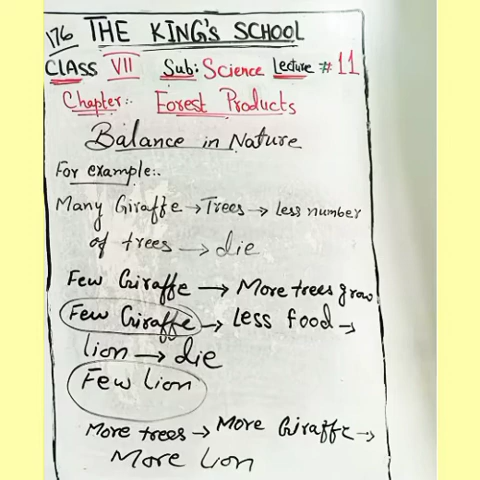 176 THE KING'S SCHOOL
CLASS VII Sub: Science Lecture # 11
Chapter:. Forest Products
Balance in Nature
For example:.
Many Giraffe → Trees → Less number
of trees → die
Few Giraffe → More trees grow
Few Giraffe → Less food →
lion → die
Few Lion
More trees → More Giraffe →
More Lion